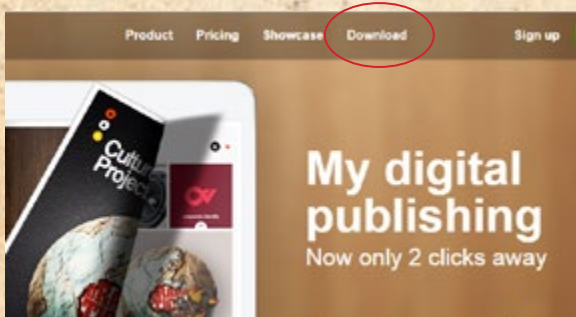 Product Pricing Showcase Download Sign up
Culture
Project
My digital
publishing
Now only 2 clicks away